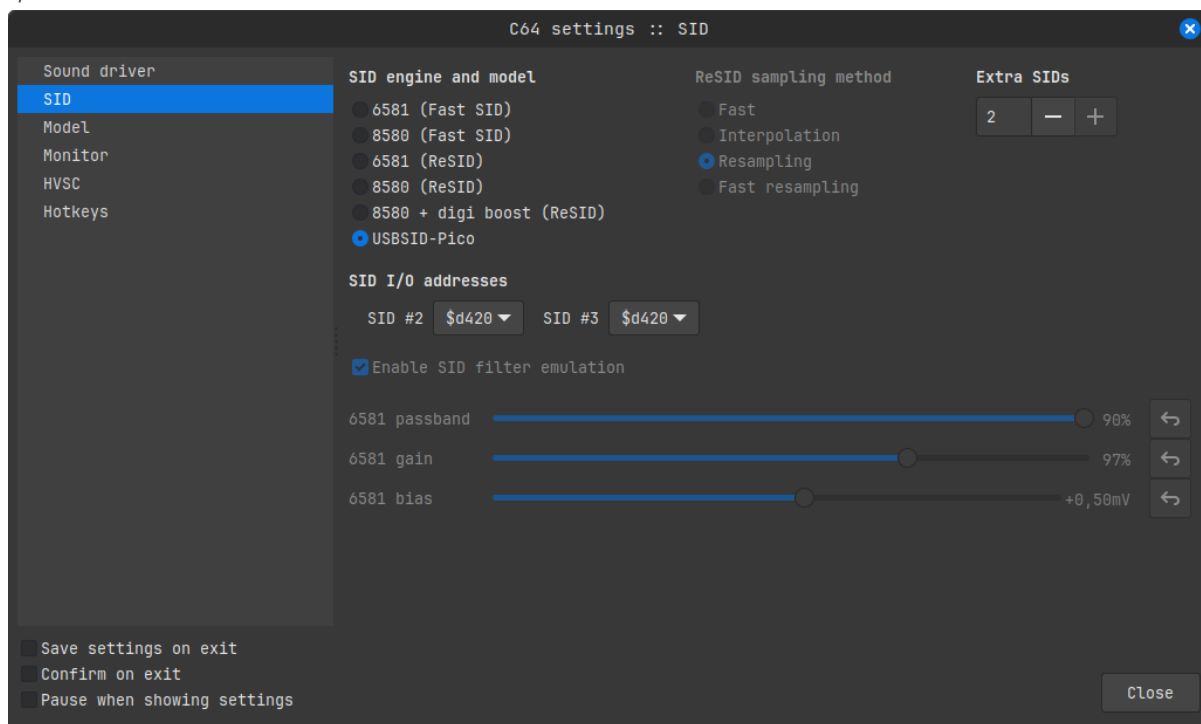 C64 settings :: SID
Sound driver
SID
Model
Monitor
HVSC
Hotkeys
SID engine and model
6581 (Fast SID)
8580 (Fast SID)
6581 (ReSID)
8580 (ReSID)
8580 + digi boost (ReSID)
USBSID-Pico
ReSID sampling method
Fast
Interpolation
Resampling
Fast resampling
Extra SIDs
2
SID I/O addresses
SID #2 $d420 SID #3 $d420
Enable SID filter emulation
6581 passband 90%
6581 gain 97%
6581 bias +0,50mV
Save settings on exit
Confirm on exit
Pause when showing settings
Close